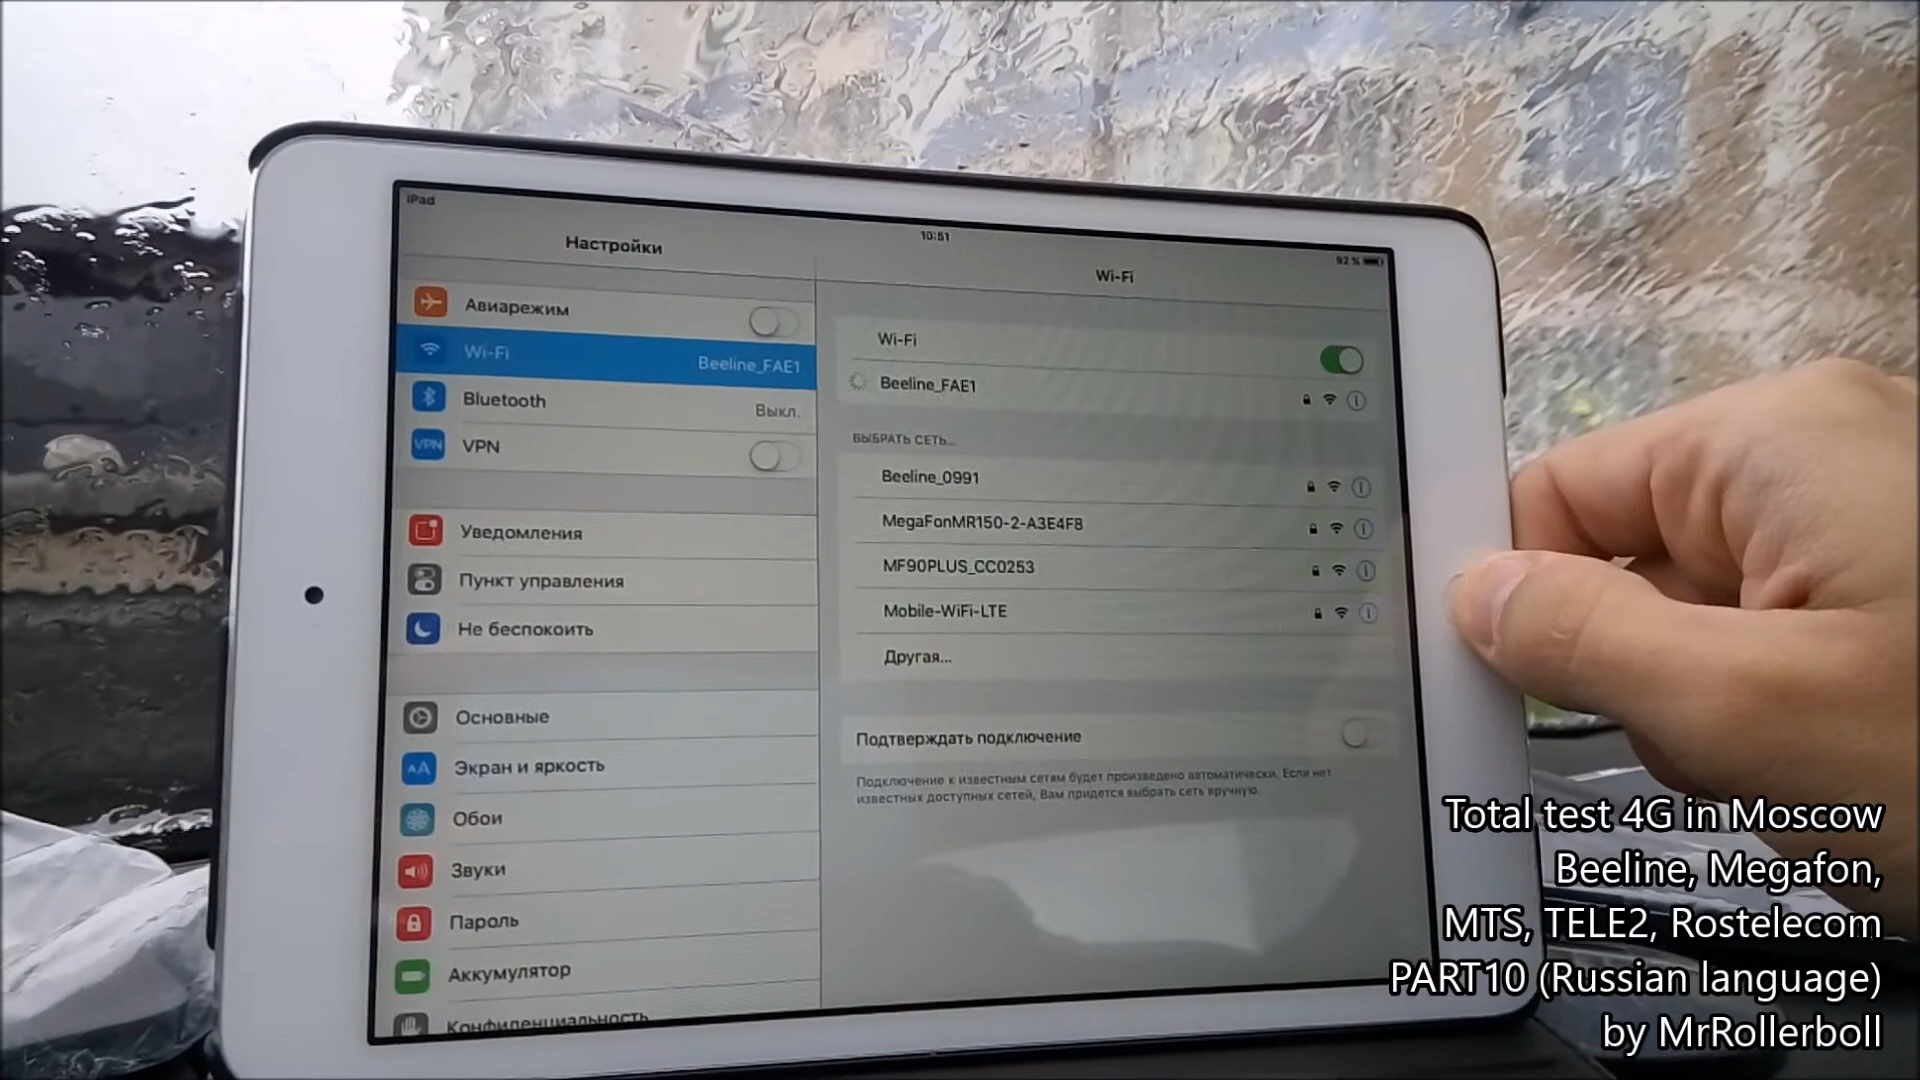 iPad
10:51
92 %
Настройки
Wi-Fi
Авиарежим
Wi-Fi
Beeline_FAE1
Bluetooth
Выкл.
VPN
VPN
Уведомления
Пункт управления
Не беспокоить
Основные
AA
Экран и яркость
Обои
Звуки
Пароль
Аккумулятор
Конфиденциальность
Wi-Fi
Beeline_FAE1
ВЫБРАТЬ СЕТЬ...
Beeline_0991
MegaFonMR150-2-A3E4F8
MF90PLUS_CC0253
Mobile-WiFi-LTE
Другая...
Подтверждать подключение
Подключение к известным сетям будет произведено автоматически. Если нет
известных доступных сетей, Вам придется выбрать сеть вручную.
Total test 4G in Moscow
Beeline, Megafon,
MTS, TELE2, Rostelecom
PART10 (Russian language)
by MrRollerboll